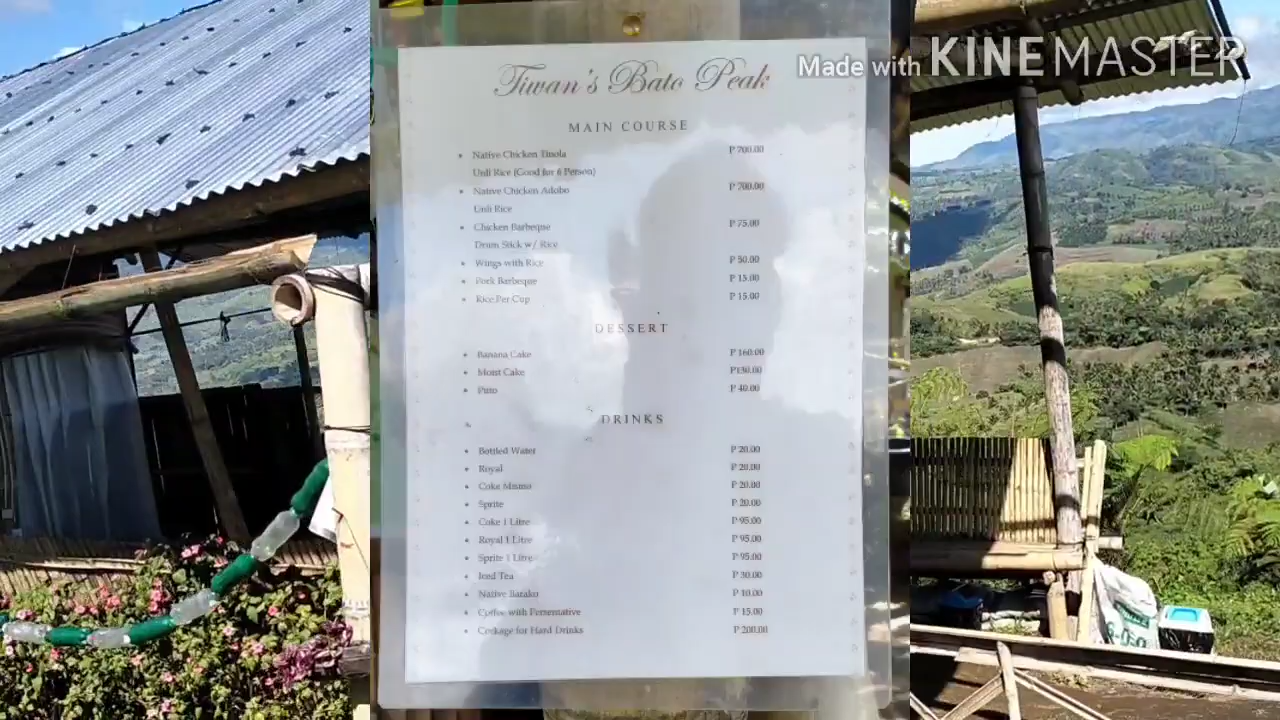 Made with KINEMASTER
Tiwan's Bato Peak
MAIN COURSE
Native Chicken Tinola P 700.00
Unli Rice (Good for 6 Person)
Native Chicken Adobo P 700.00
Unli Rice
Chicken Barbeque P 75.00
Drum Stick w/ Rice
Wings with Rice P 50.00
Pork Barbeque P 15.00
Rice Per Cup P 15.00
DESSERT
Banana Cake P 160.00
Moist Cake P130.00
Puto P 40.00
DRINKS
Bottled Water P 20.00
Royal P 20.00
Coke Mismo P 20.00
Sprite P 20.00
Coke 1 Litre P 95.00
Royal 1 Litre P 95.00
Sprite 1 Litre P 95.00
Iced Tea P 30.00
Native Barako P 10.00
Coffee with P 15.00
Corkage for Hard Drinks P 200.00